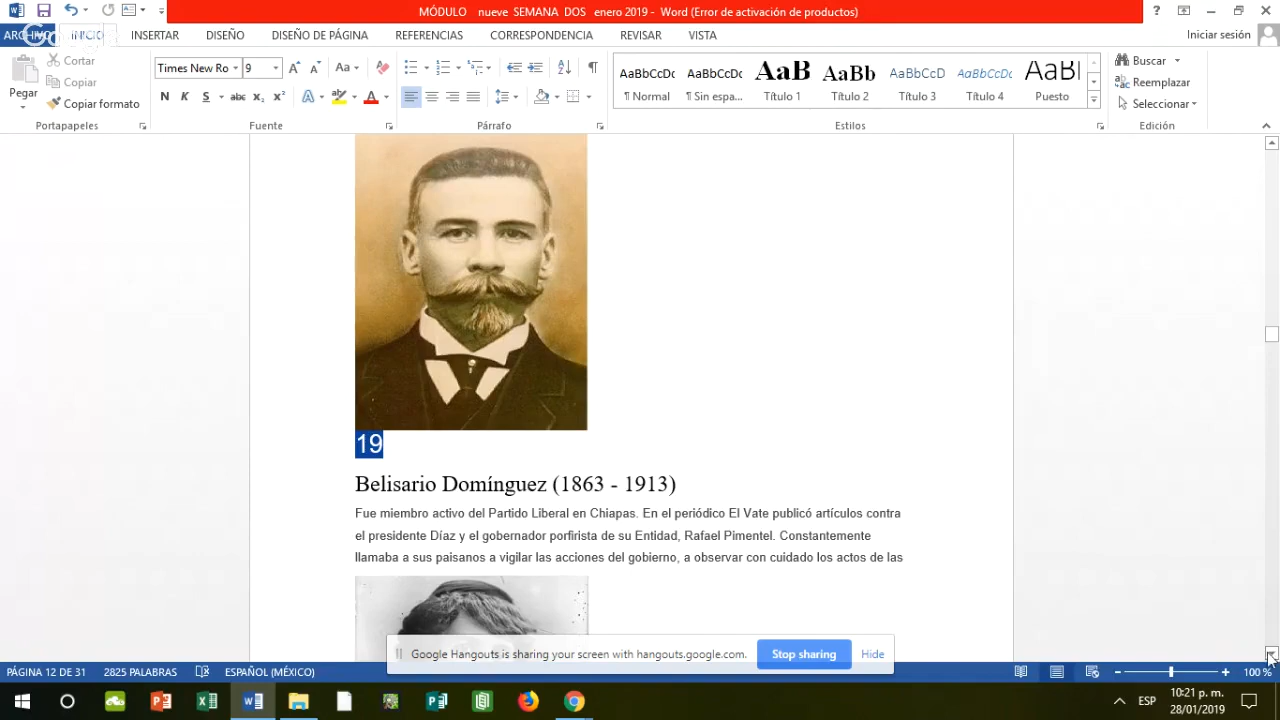 MÓDULO nueve SEMANA DOS enero 2019 - Word (Error de activación de productos)
ARCHIVO INICIO INSERTAR DISEÑO DISEÑO DE PÁGINA REFERENCIAS CORRESPONDENCIA REVISAR VISTA Iniciar sesión
Pegar
Cortar
Copiar
Copiar formato
Portapapeles
Times New Ro 9 Aa
N K S abc x₂ x² A ab A
Fuente
Párrafo
AaBbCcDc AaBbCcDc AaB AaBb AaBbCcD AaBbCcDc AaBl
¶ Normal ¶ Sin espa... Título 1 Título 2 Título 3 Título 4 Puesto
Estilos
Buscar
Reemplazar
Seleccionar
Edición
19
Belisario Domínguez (1863 - 1913)
Fue miembro activo del Partido Liberal en Chiapas. En el periódico El Vate publicó artículos contra
el presidente Díaz y el gobernador porfirista de su Entidad, Rafael Pimentel. Constantemente
llamaba a sus paisanos a vigilar las acciones del gobierno, a observar con cuidado los actos de las
Google Hangouts is sharing your screen with hangouts.google.com. Stop sharing Hide
PÁGINA 12 DE 31 2825 PALABRAS ESPAÑOL (MÉXICO) 100 %
ESP
10:21 p. m.
28/01/2019